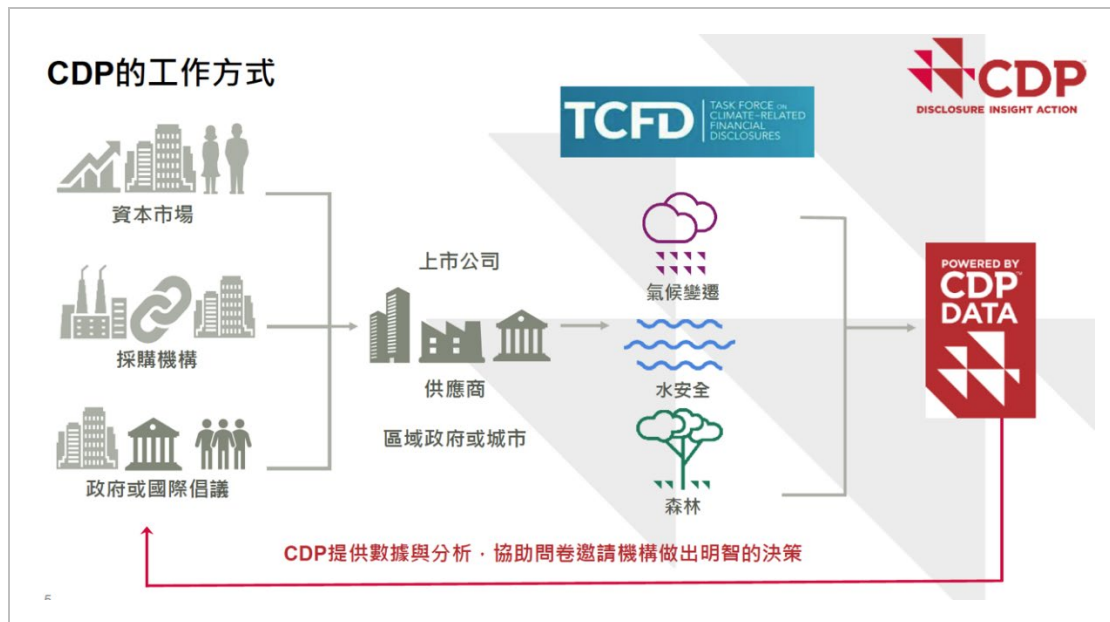 CDP的工作方式
CDP
DISCLOSURE INSIGHT ACTION
TCFD
TASK FORCE ON
CLIMATE-RELATED
FINANCIAL
DISCLOSURES
資本市場
採購機構
政府或國際倡議
上市公司
供應商
區域政府或城市
氣候變遷
水安全
森林
POWERED BY
CDP™
DATA
CDP提供數據與分析，協助問卷邀請機構做出明智的決策